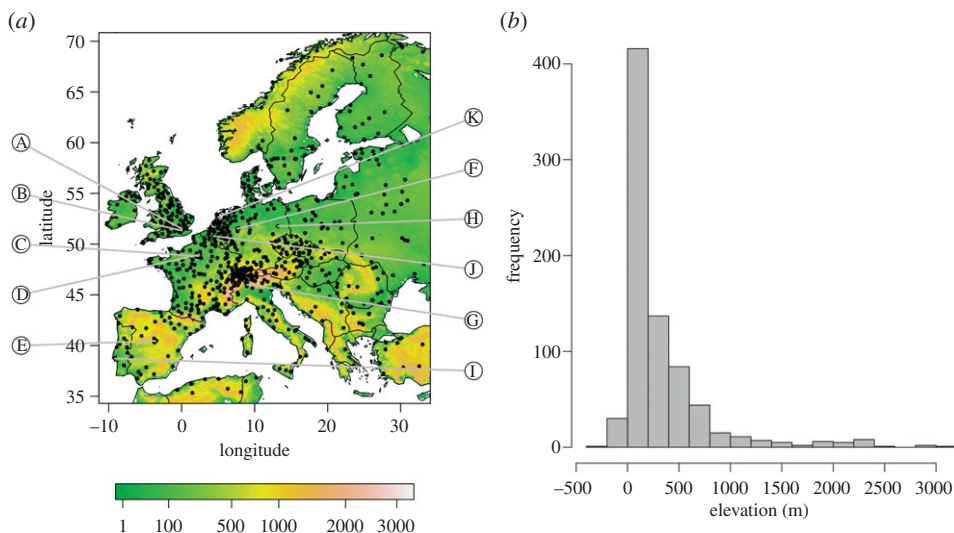 (a)
70
65
60
55
50
45
40
35
latitude
–10
0
10
20
30
longitude
A
B
C
D
E
K
F
H
J
G
I
1
100
500
1000
2000
3000
(b)
400
300
200
100
0
frequency
–500
0
500
1000
1500
2000
2500
3000
elevation (m)